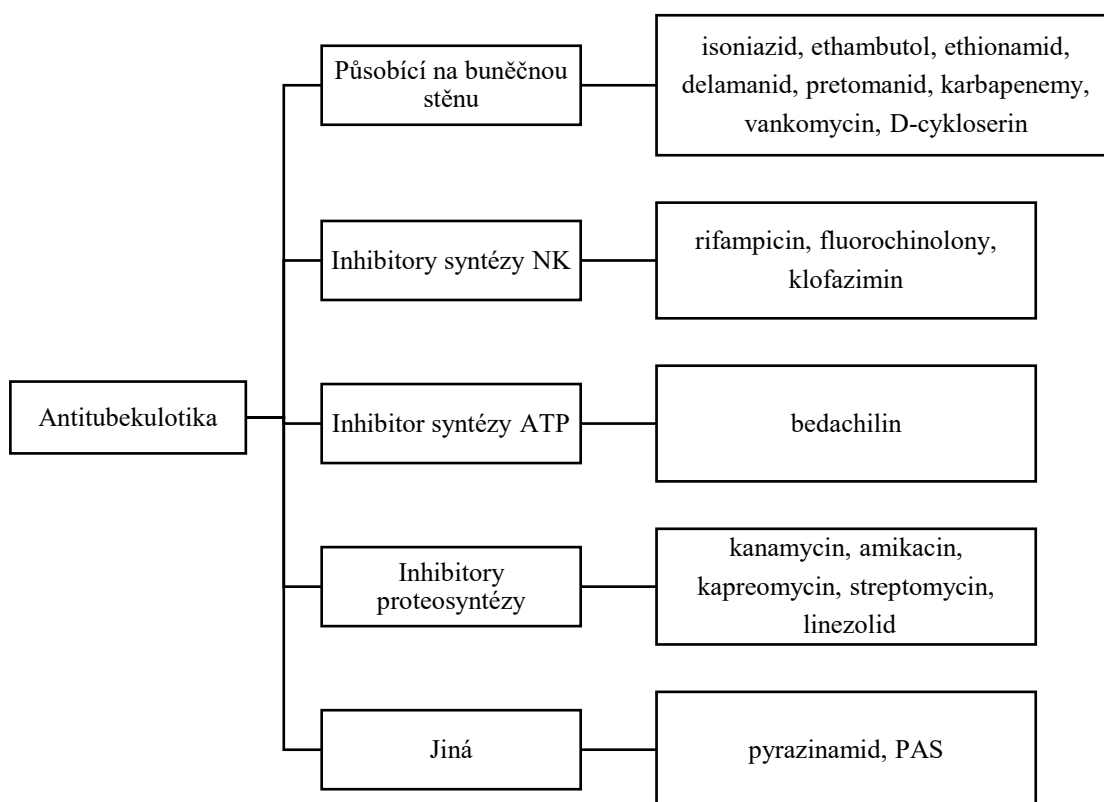 Antitubekulotika
Působící na buněčnou
stěnu
isoniazid, ethambutol, ethionamid,
delamanid, pretomanid, karbapenemy,
vankomycin, D-cykloserin
Inhibitory syntézy NK
rifampicin, fluorochinolony,
klofazimin
Inhibitor syntézy ATP
bedachilin
Inhibitory
proteosyntézy
kanamycin, amikacin,
kapreomycin, streptomycin,
linezolid
Jiná
pyrazinamid, PAS